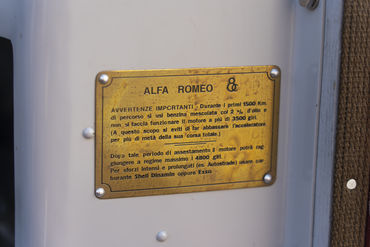 ALFA ROMEO 8C
AVVERTENZE IMPORTANTI - Durante i primi 1500 Km.
di percorso si usi benzina mescolata col 2 % d'olio e
non si faccia funzionare il motore a più di 3500 giri.
(A questo scopo si eviti di far abbassare l'acceleratore
per più di metà della sua corsa totale.)
Dopo tale periodo di assestamento il motore potrà rag-
giungere a regime massimo i 4800 giri.
Per sforzi intensi e prolungati (es. Autostrade) usare car-
burante Shell Dinamin oppure Esso.